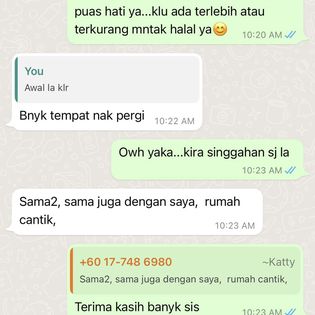 puas hati ya...klu ada terlebih atau
terkurang mntak halal ya😊
10:20 AM
You
Awal la klr
Bnyk tempat nak pergi
10:22 AM
Owh yaka...kira singgahan sj la
10:23 AM
Sama2, sama juga dengan saya, rumah
cantik,
10:23 AM
+60 17-748 6980 ~Katty
Sama2, sama juga dengan saya, rumah cantik,
Terima kasih banyk sis
10:23 AM